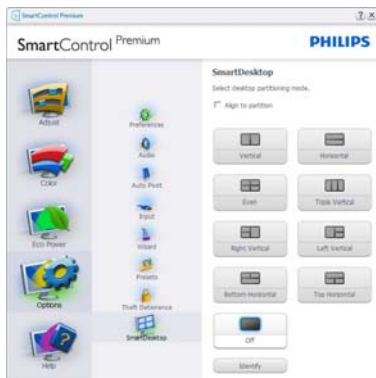 SmartControl Premium
SmartControl Premium
PHILIPS
Adjust
Color
Eco Power
Options
Help
Preferences
Audio
Auto Pivot
Input
Wizard
Presets
Theft Deterrence
SmartDesktop
SmartDesktop
Select desktop partitioning mode.
Align to partition
Vertical
Horizontal
Even
Triple Vertical
Right Vertical
Left Vertical
Bottom Horizontal
Top Horizontal
Off
Identify